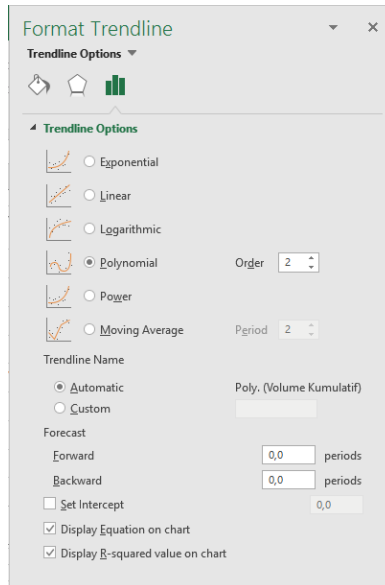 Format Trendline
Trendline Options
Trendline Options
Exponential
Linear
Logarithmic
Polynomial Order 2
Power
Moving Average Period 2
Trendline Name
Automatic Poly. (Volume Kumulatif)
Custom
Forecast
Forward 0,0 periods
Backward 0,0 periods
Set Intercept 0,0
Display Equation on chart
Display R-squared value on chart